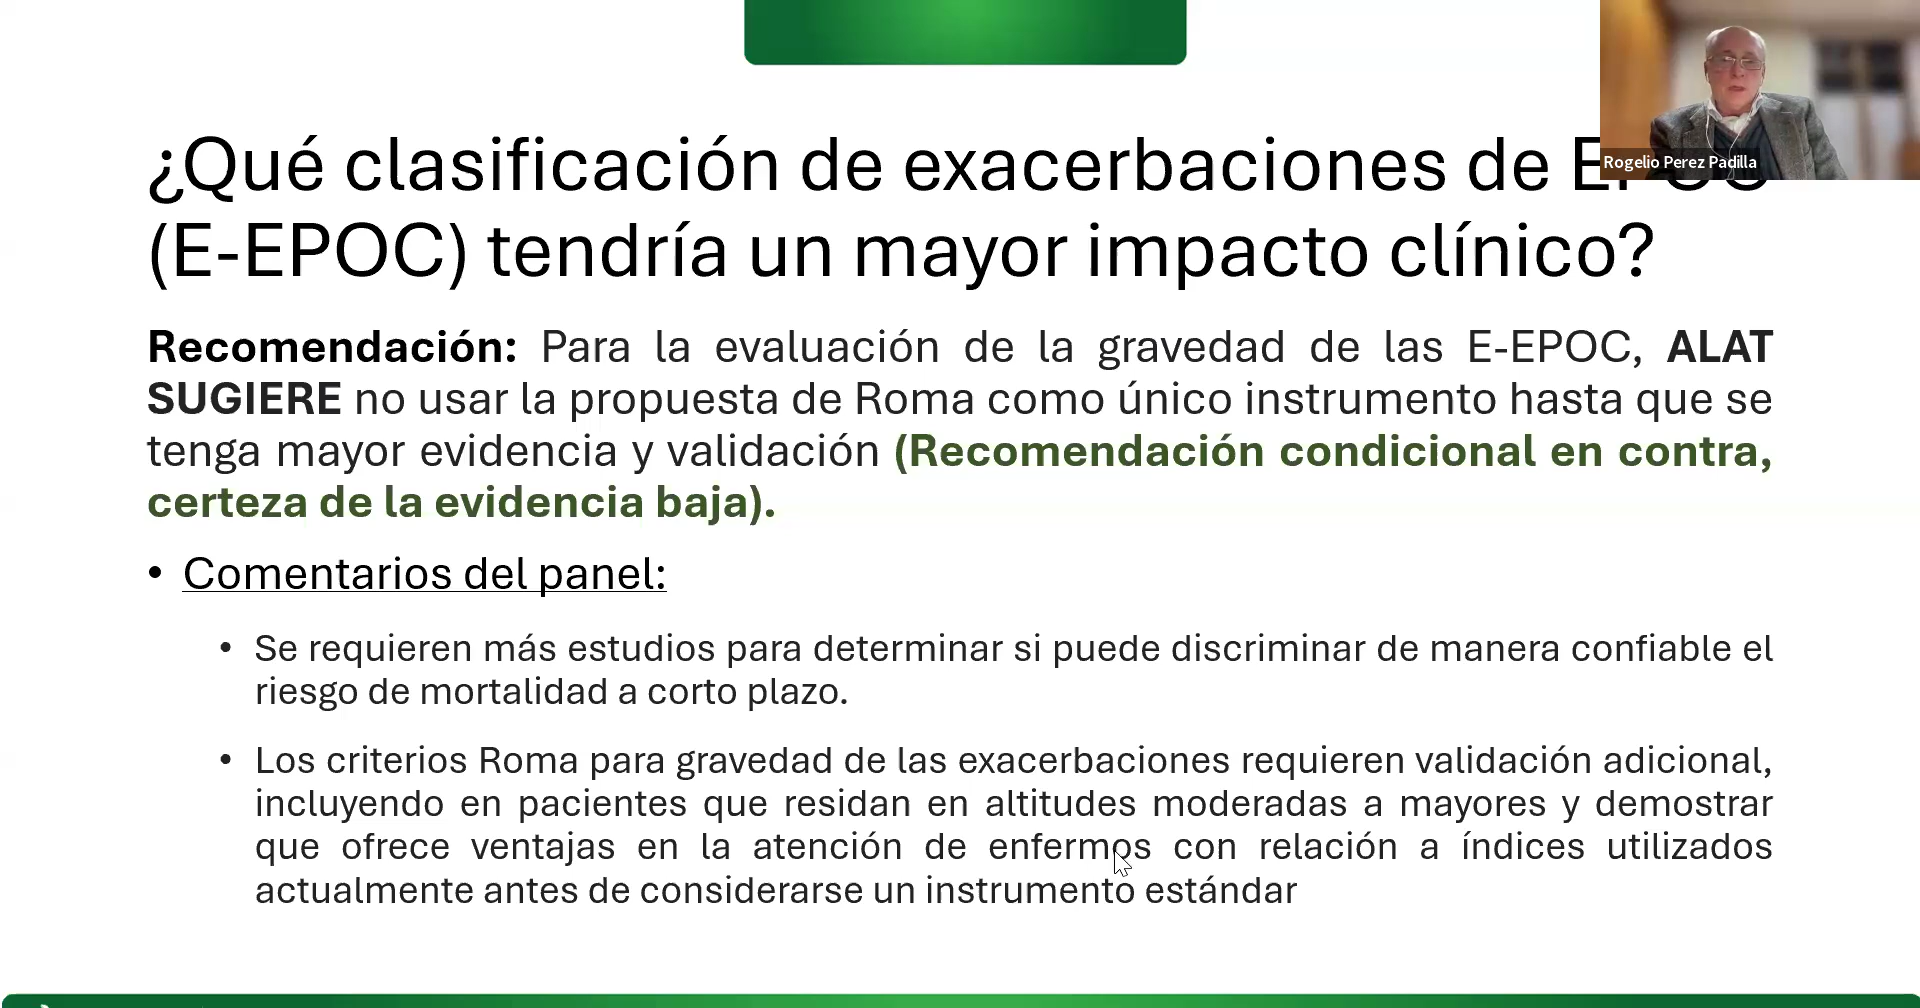 ¿Qué clasificación de exacerbaciones de
(E-EPOC) tendría un mayor impacto clínico?
Rogelio Perez Padilla
Recomendación: Para la evaluación de la gravedad de las E-EPOC, ALAT
SUGIERE no usar la propuesta de Roma como único instrumento hasta que se
tenga mayor evidencia y validación (Recomendación condicional en contra,
certeza de la evidencia baja).
• Comentarios del panel:
• Se requieren más estudios para determinar si puede discriminar de manera confiable el
riesgo de mortalidad a corto plazo.
• Los criterios Roma para gravedad de las exacerbaciones requieren validación adicional,
incluyendo en pacientes que residan en altitudes moderadas a mayores y demostrar
que ofrece ventajas en la atención de enfermos con relación a índices utilizados
actualmente antes de considerarse un instrumento estándar